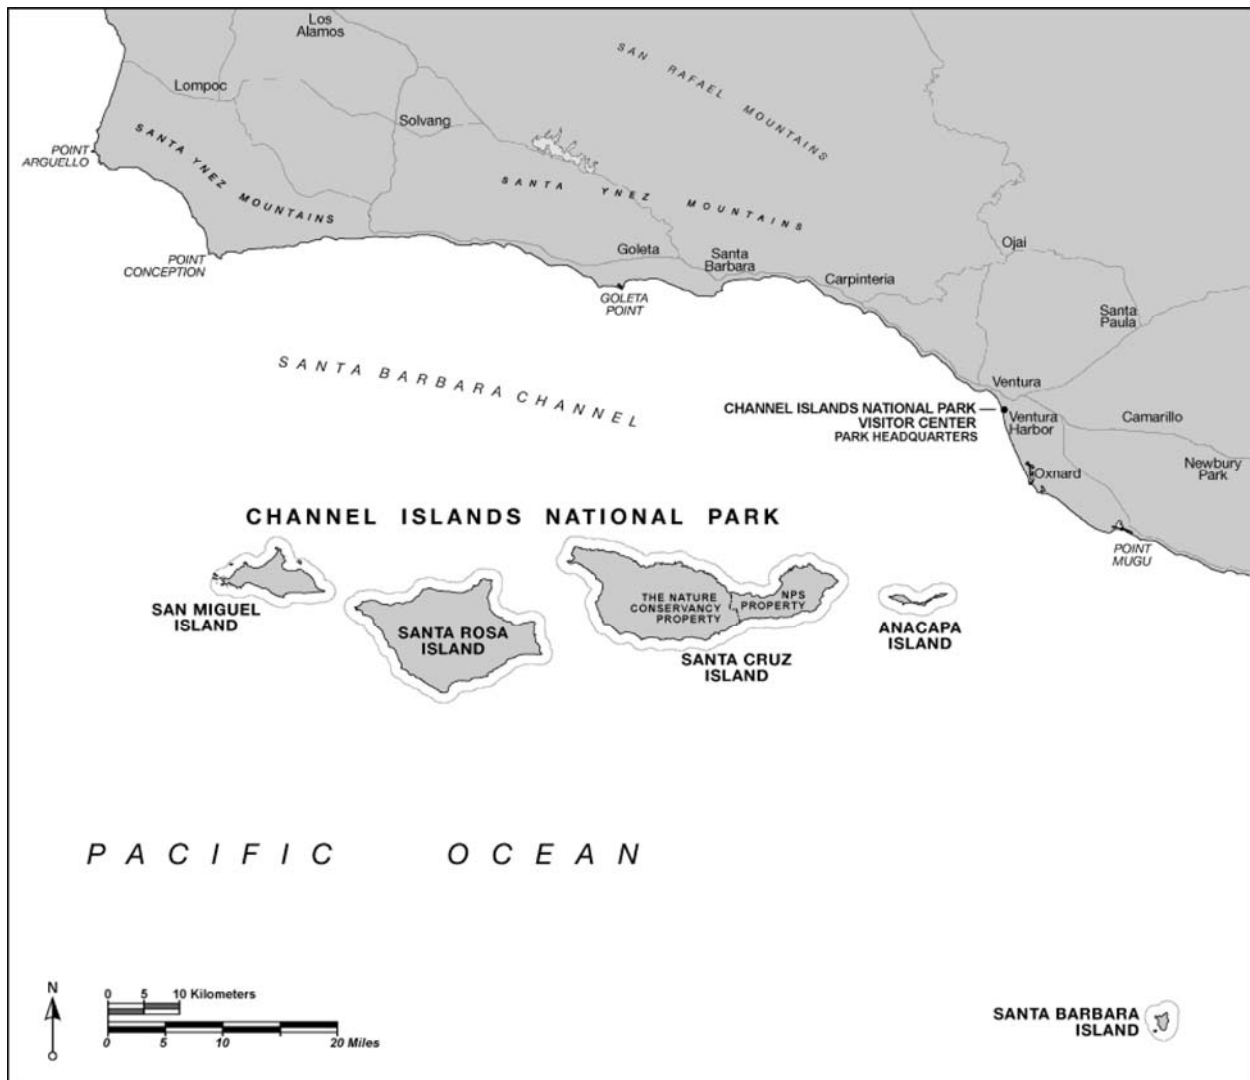 Los
Alamos
SAN RAFAEL MOUNTAINS
Lompoc
Solvang
POINT
ARGUELLO
SANTA YNEZ MOUNTAINS
SANTA YNEZ MOUNTAINS
POINT
CONCEPTION
Goleta
Santa
Barbara
Ojai
Carpinteria
GOLETA
POINT
Santa
Paula
SANTA BARBARA CHANNEL
Ventura
CHANNEL ISLANDS NATIONAL PARK
VISITOR CENTER
PARK HEADQUARTERS
Ventura
Harbor
Camarillo
Oxnard
Newbury
Park
POINT
MUGU
CHANNEL ISLANDS NATIONAL PARK
SAN MIGUEL
ISLAND
SANTA ROSA
ISLAND
THE NATURE
CONSERVANCY
PROPERTY
NPS
PROPERTY
SANTA CRUZ
ISLAND
ANACAPA
ISLAND
PACIFIC OCEAN
N
0 5 10 Kilometers
0 5 10 20 Miles
SANTA BARBARA
ISLAND